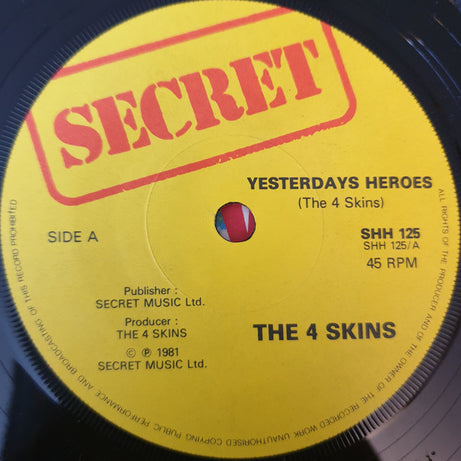 SECRET
YESTERDAYS HEROES
(The 4 Skins)
SIDE A
SHH 125
SHH 125/A
45 RPM
Publisher :
SECRET MUSIC Ltd.
Producer :
THE 4 SKINS
© ℗ 1981
SECRET MUSIC Ltd.
THE 4 SKINS
ALL RIGHTS OF THE PRODUCER AND OF THE OWNER OF THE RECORDED WORK UNAUTHORISED COPYING PUBLIC PERFORMANCE AND BROADCASTING OF THIS RECORD PROHIBITED